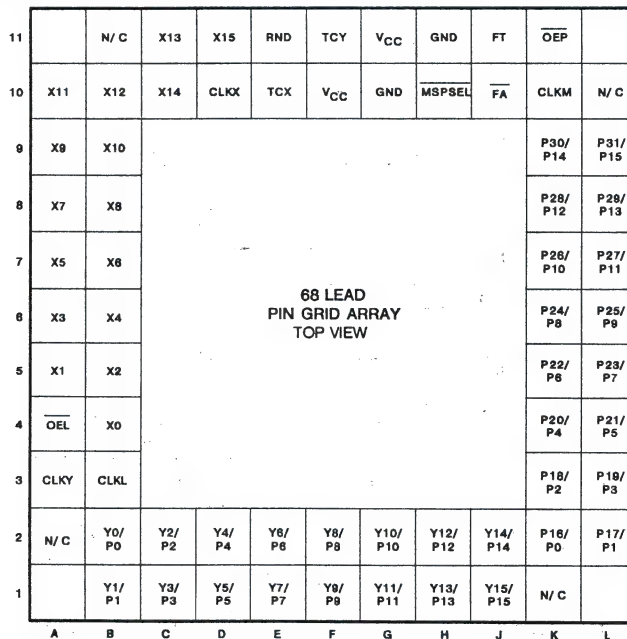 11 N/C X13 X15 RND TCY VCC GND FT OEP
10 X11 X12 X14 CLKX TCX VCC GND MSPSEL FA CLKM N/C
9 X9 X10 P30/P14 P31/P15
8 X7 X8 P28/P12 P29/P13
7 X5 X6 P26/P10 P27/P11
68 LEAD
PIN GRID ARRAY
TOP VIEW
6 X3 X4 P24/P8 P25/P9
5 X1 X2 P22/P6 P23/P7
4 OEL X0 P20/P4 P21/P5
3 CLKY CLKL P18/P2 P19/P3
2 N/C Y0/P0 Y2/P2 Y4/P4 Y6/P6 Y8/P8 Y10/P10 Y12/P12 Y14/P14 P16/P0 P17/P1
1 Y1/P1 Y3/P3 Y5/P5 Y7/P7 Y9/P9 Y11/P11 Y13/P13 Y15/P15 N/C
A B C D E F G H J K L